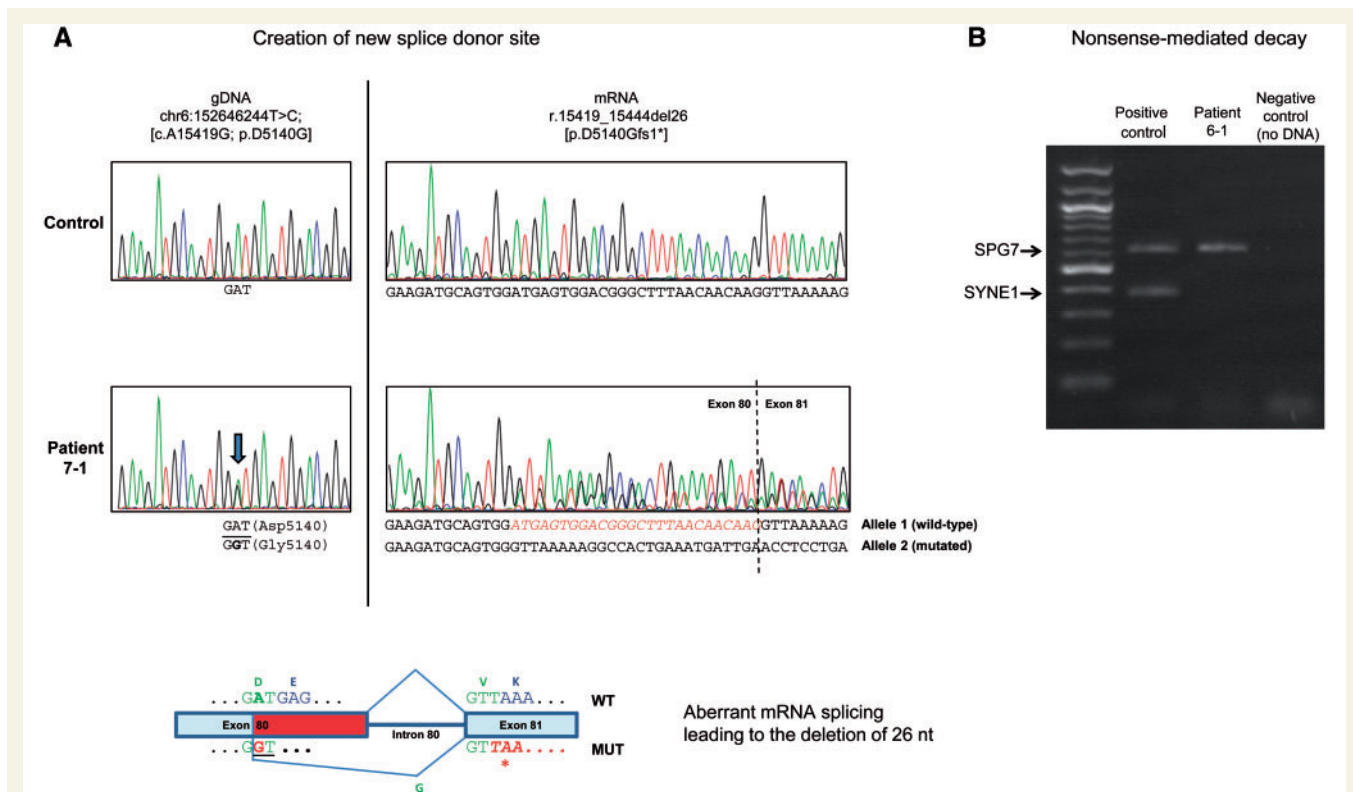 A
Creation of new splice donor site
B
Nonsense-mediated decay
gDNA
chr6:152646244T>C;
[c.A15419G; p.D5140G]
mRNA
r.15419_15444del26
[p.D5140Gfs1*]
Positive
control
Patient
6-1
Negative
control
(no DNA)
Control
GAT
GAAGATGCAGTGGATGAGTGGACGGGCTTTAACAACAAGGTTAAAAAG
SPG7
SYNE1
Patient
7-1
Exon 80
Exon 81
GAT(Asp5140)
GGT(Gly5140)
GAAGATGCAGTGGATGAGTGGACGGGCTTTAACAACAAGGTTAAAAAG
Allele 1 (wild-type)
GAAGATGCAGTGGGTTAAAAAGGCCACTGAAATGATTGAACCTCCTGA
Allele 2 (mutated)
D E V K
...GATGAG... GTTAAA... WT
Exon 80 Intron 80 Exon 81
...GGT ... GTTAA.... MUT
*
G
Aberrant mRNA splicing
leading to the deletion of 26 nt